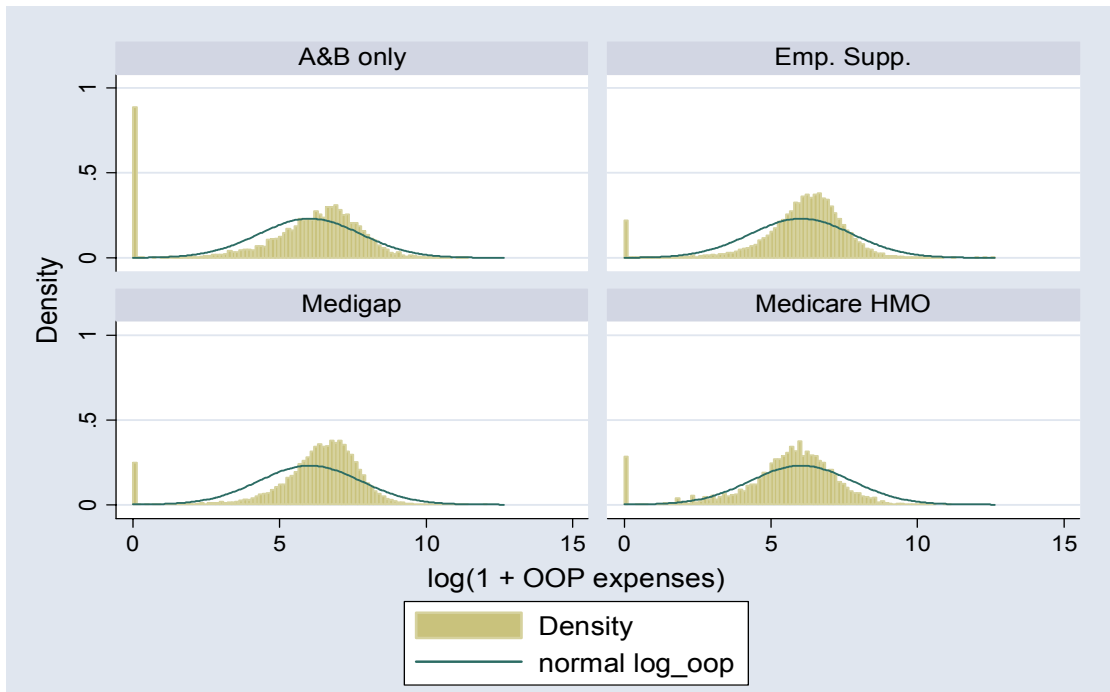 A&B only
Emp. Supp.
0
.5
1
Medigap
Medicare HMO
0
.5
1
Density
0
5
10
15
0
5
10
15
log(1 + OOP expenses)
Density
normal log_oop